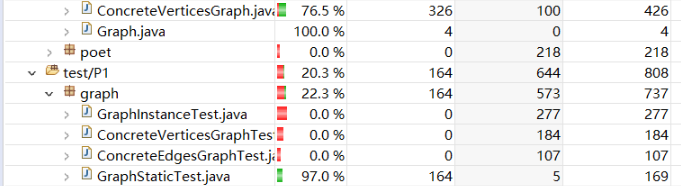 ConcreteVerticesGraph.java 76.5 % 326 100 426
Graph.java 100.0 % 4 0 4
poet 0.0 % 0 218 218
test/P1 20.3 % 164 644 808
graph 22.3 % 164 573 737
GraphInstanceTest.java 0.0 % 0 277 277
ConcreteVerticesGraphTest 0.0 % 0 184 184
ConcreteEdgesGraphTest.ja 0.0 % 0 107 107
GraphStaticTest.java 97.0 % 164 5 169